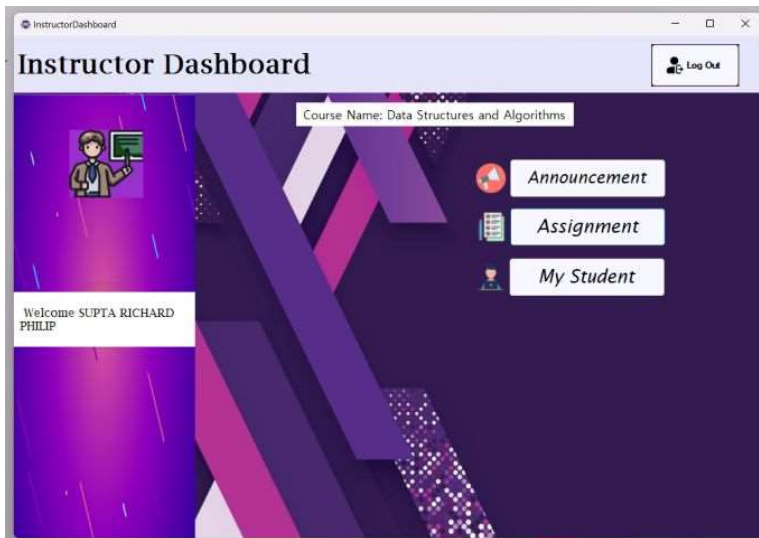 InstructorDashboard
Instructor Dashboard
Log Out
Course Name: Data Structures and Algorithms
Announcement
Assignment
My Student
Welcome SUPTA RICHARD
PHILIP